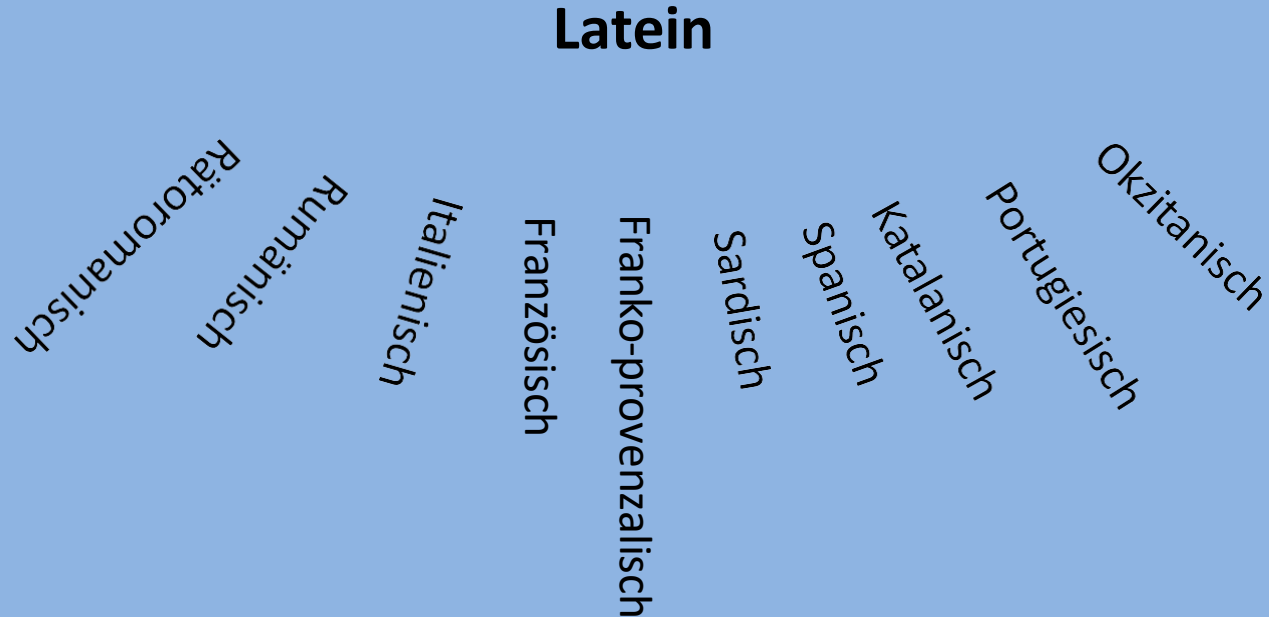 Latein
Rätoromanisch
Rumänisch
Italienisch
Französisch
Franko-provenzalisch
Sardisch
Spanisch
Katalanisch
Portugiesisch
Okzitanisch